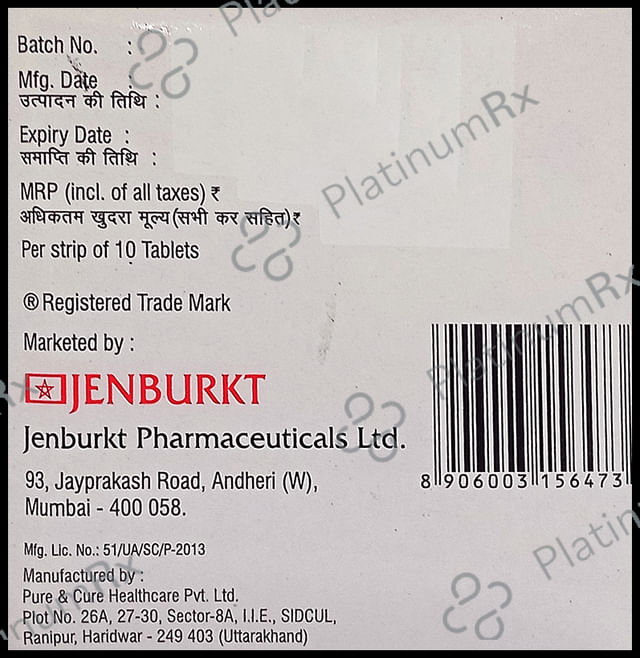 Batch No. :
Mfg. Date :
उत्पादन की तिथि :
Expiry Date :
समाप्ति की तिथि :
MRP (incl. of all taxes) ₹
अधिकतम खुदरा मूल्य (सभी कर सहित) ₹
Per strip of 10 Tablets
® Registered Trade Mark
Marketed by :
JENBURKT
Jenburkt Pharmaceuticals Ltd.
93, Jayprakash Road, Andheri (W),
Mumbai - 400 058.
8 906003 156473
Mfg. Lic. No.: 51/UA/SC/P-2013
Manufactured by :
Pure & Cure Healthcare Pvt. Ltd.
Plot No. 26A, 27-30, Sector-8A, I.I.E., SIDCUL,
Ranipur, Haridwar - 249 403 (Uttarakhand)
PlatinumRx